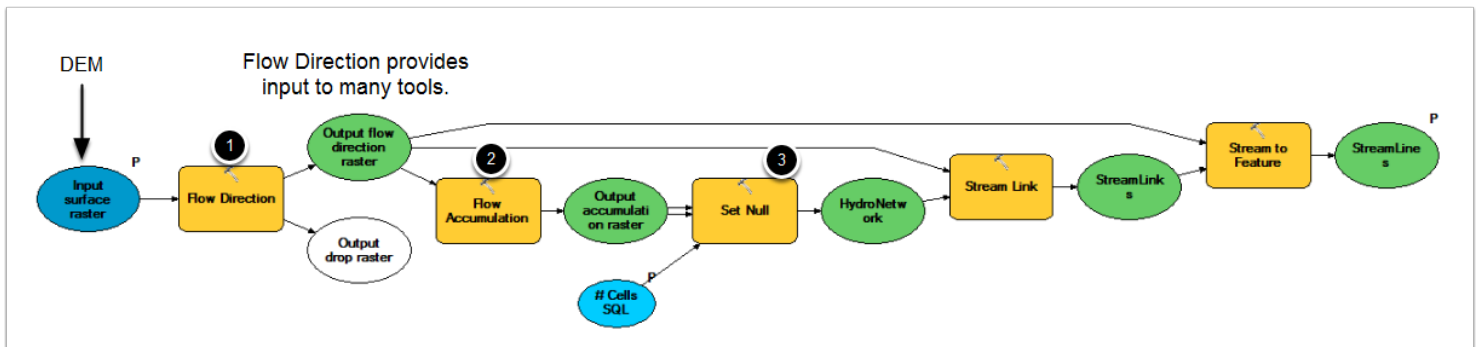 DEM
Flow Direction provides
input to many tools.
P
Input
surface
raster
1
Flow Direction
Output flow
direction
raster
Output
drop raster
2
Flow
Accumulation
Output
accumulati
on raster
3
Set Null
P
# Cells
SQL
HydroNetw
ork
Stream Link
StreamLink
s
Stream to
Feature
P
StreamLine
s